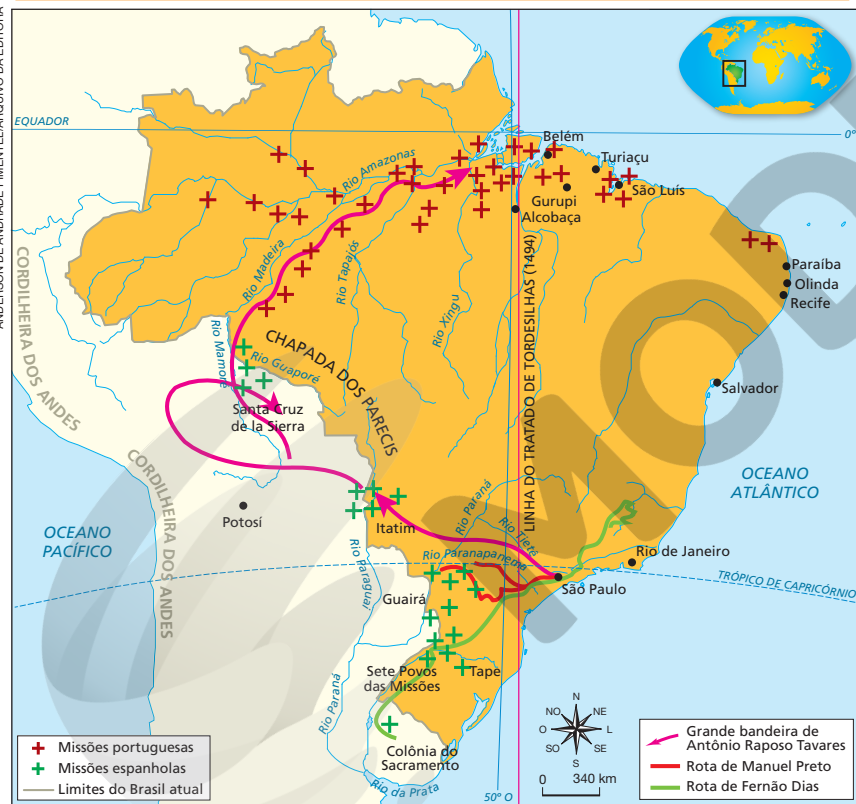 ANDERSON DE ANDRADE PIMENTEL/ARQUIVO DA EDITORA
EQUADOR
0°
Belém
Turiaçu
São Luís
Gurupi
Alcobaça
Rio Amazonas
Rio Madeira
Rio Tapajós
Rio Xingu
LINHA DO TRATADO DE TORDESILHAS (1494)
Paraíba
Olinda
Recife
Salvador
CORDILHEIRA DOS ANDES
Rio Mamoré
Rio Guaporé
CHAPADA DOS PARECIS
Santa Cruz
de la Sierra
CORDILHEIRA DOS ANDES
Potosí
OCEANO
PACÍFICO
OCEANO
ATLÂNTICO
Itatim
Rio Paraná
Rio Tietê
Rio Paranapanema
Rio de Janeiro
São Paulo
TRÓPICO DE CAPRICÓRNIO
Rio Paraguai
Guairá
Sete Povos
das Missões
Tape
Rio Paraná
Colônia do
Sacramento
Rio da Prata
50° O
N
NO
NE
O
L
SO
SE
S
0
340 km
Missões portuguesas
Missões espanholas
Limites do Brasil atual
Grande bandeira de
Antônio Raposo Tavares
Rota de Manuel Preto
Rota de Fernão Dias